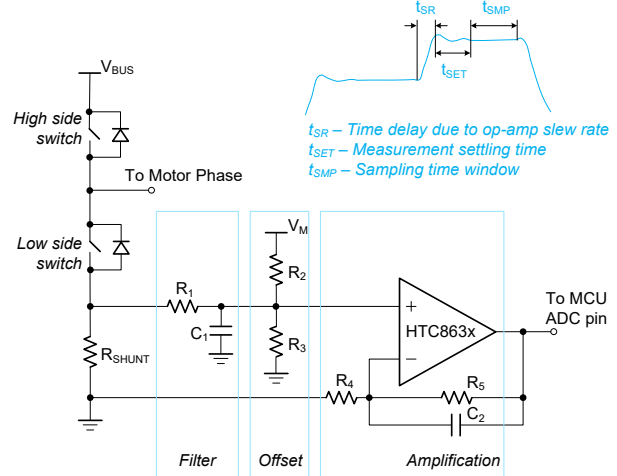 tSR
tSMP
tSET
tSR – Time delay due to op-amp slew rate
tSET – Measurement settling time
tSMP – Sampling time window
VBUS
High side
switch
To Motor Phase
Low side
switch
VM
R1
R2
C1
R3
RSHUNT
+
HTC863x
−
To MCU
ADC pin
R4
R5
C2
Filter
Offset
Amplification